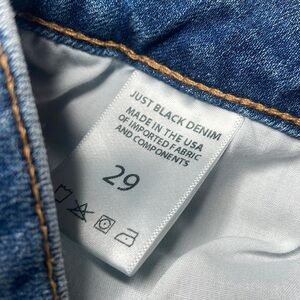 JUST BLACK DENIM
MADE IN THE USA
OF IMPORTED FABRIC
AND COMPONENTS
29